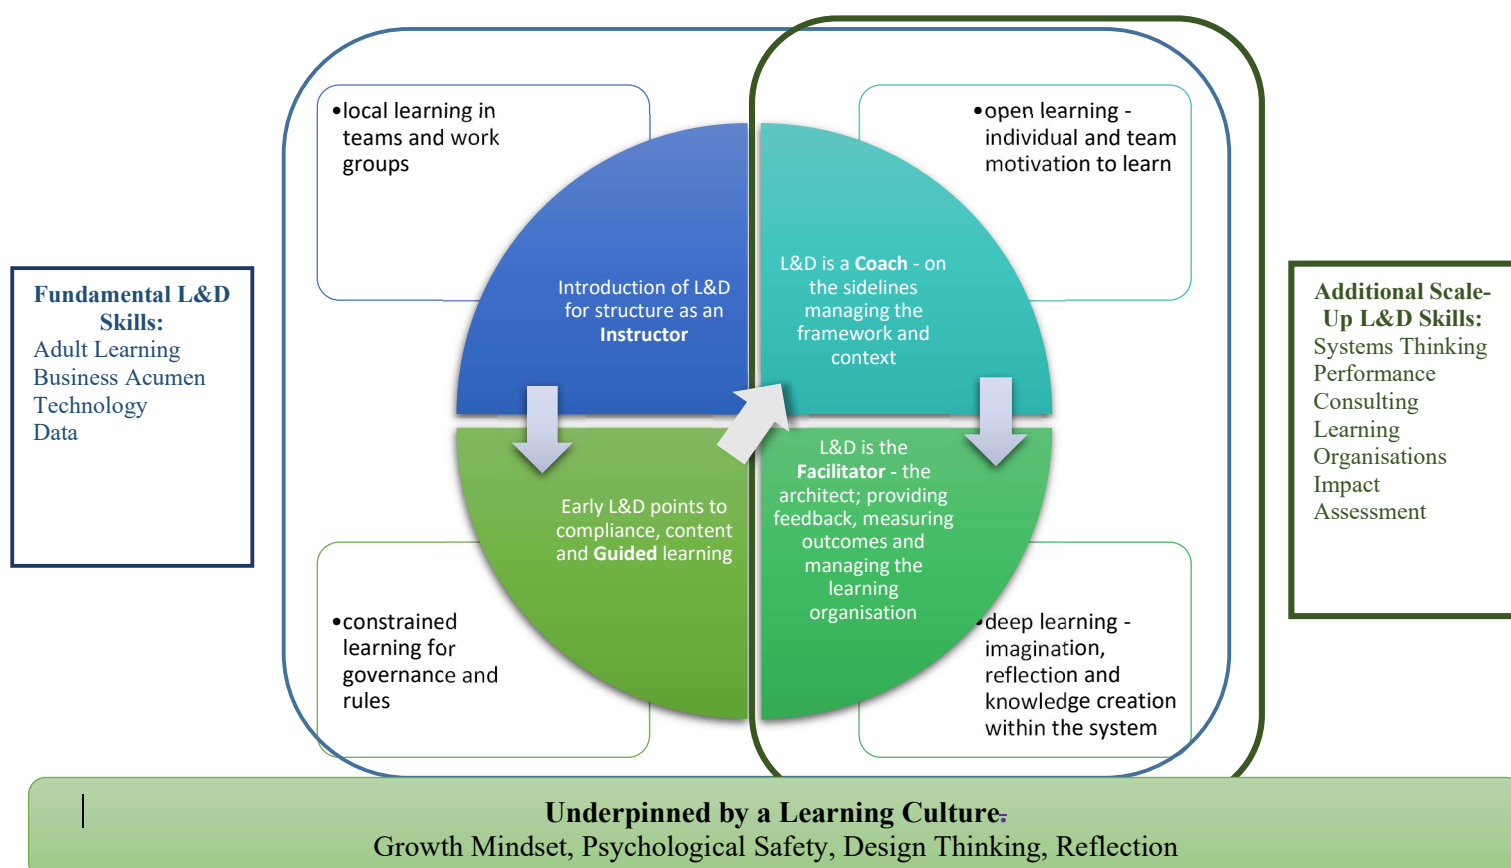 •local learning in
teams and work
groups
•open learning -
individual and team
motivation to learn
Fundamental L&D
Skills:
Adult Learning
Business Acumen
Technology
Data
Introduction of L&D
for structure as an
Instructor
L&D is a Coach - on
the sidelines
managing the
framework and
context
Additional Scale-
Up L&D Skills:
Systems Thinking
Performance
Consulting
Learning
Organisations
Impact
Assessment
Early L&D points to
compliance, content
and Guided learning
L&D is the
Facilitator - the
architect; providing
feedback, measuring
outcomes and
managing the
learning
organisation
•constrained
learning for
governance and
rules
•deep learning -
imagination,
reflection and
knowledge creation
within the system
Underpinned by a Learning Culture.
Growth Mindset, Psychological Safety, Design Thinking, Reflection